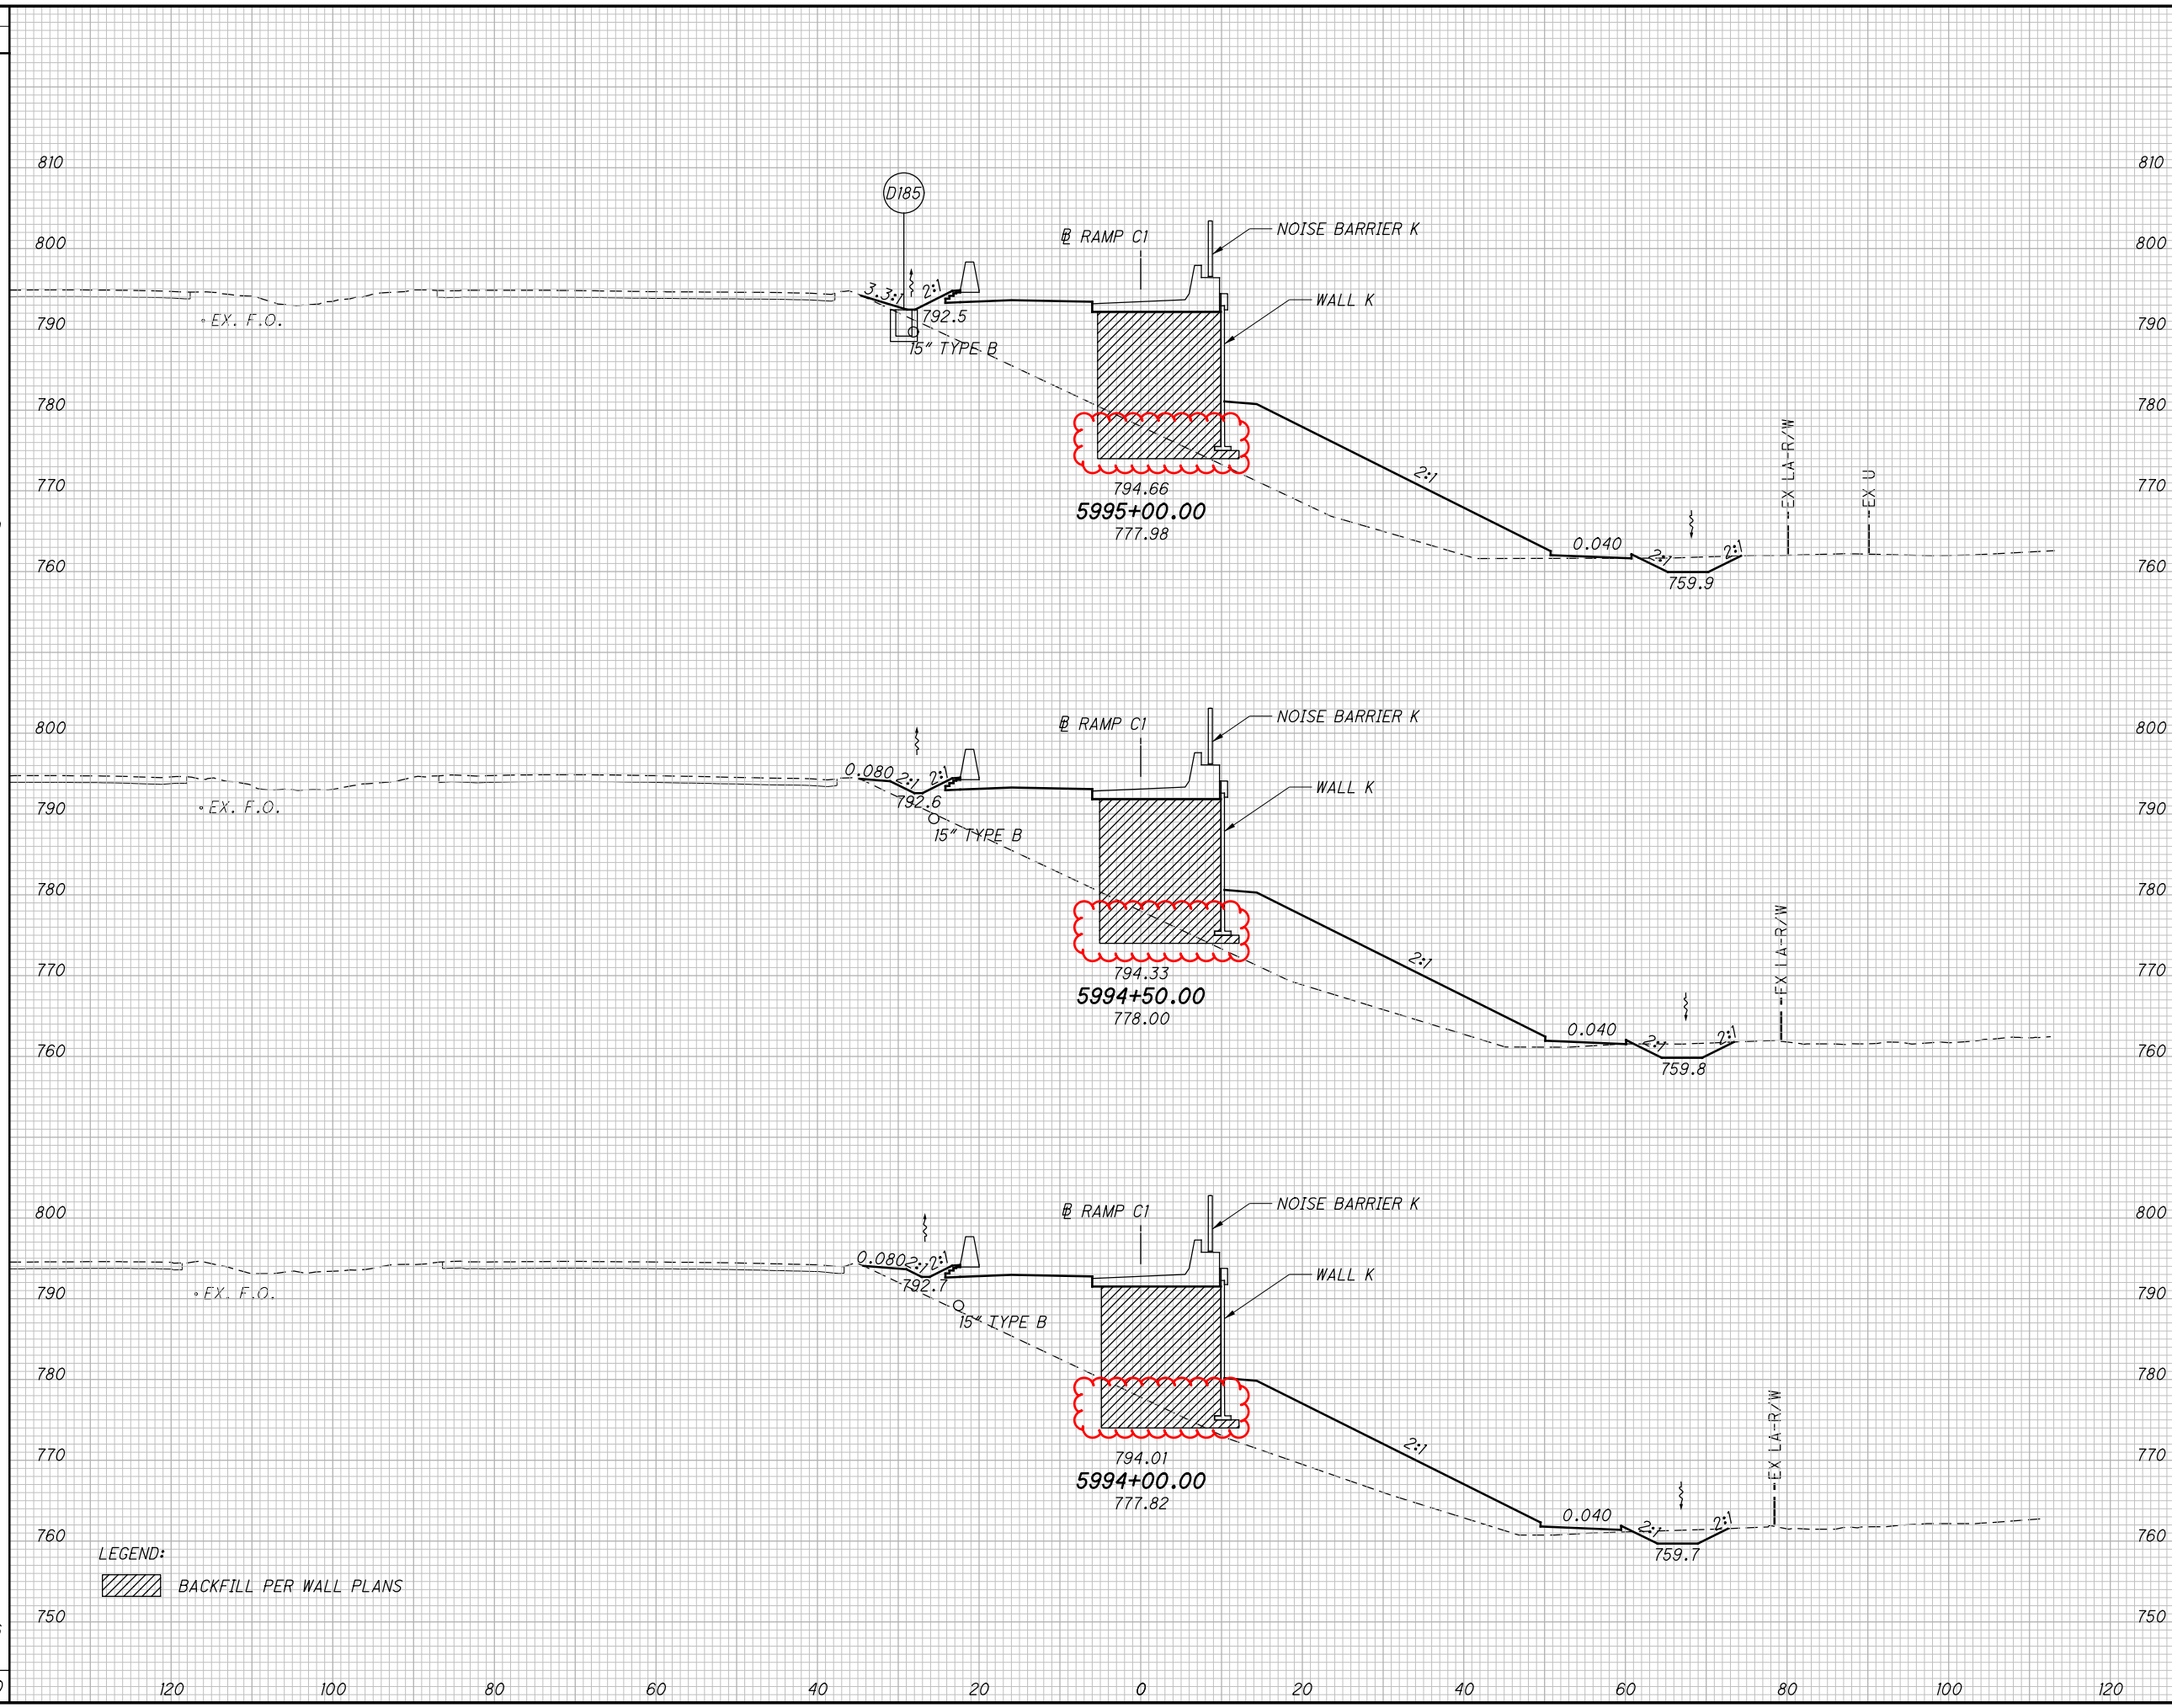 810 810
D185
800 ℄ RAMP C1 NOISE BARRIER K 800
3.3:1 2:1 WALL K
790 EX. F.O. 792.5 790
15" TYPE B
780 780
2:1 EX LA-R/W EX U
770 794.66 770
5995+00.00
777.98
760 0.040 2:1 2:1 760
759.9
800 ℄ RAMP C1 NOISE BARRIER K 800
0.080 2:1 2:1 WALL K
790 EX. F.O. 792.6 790
15" TYPE B
780 780
2:1 EX LA-R/W
770 794.33 770
5994+50.00
778.00
760 0.040 2:1 2:1 760
759.8
800 ℄ RAMP C1 NOISE BARRIER K 800
0.080 2:1 2:1 WALL K
790 EX. F.O. 792.7 790
15" TYPE B
780 780
2:1 EX LA-R/W
770 794.01 770
5994+00.00
777.82
760 0.040 2:1 2:1 760
759.7
LEGEND:
BACKFILL PER WALL PLANS
750 750
120 100 80 60 40 20 0 20 40 60 80 100 120